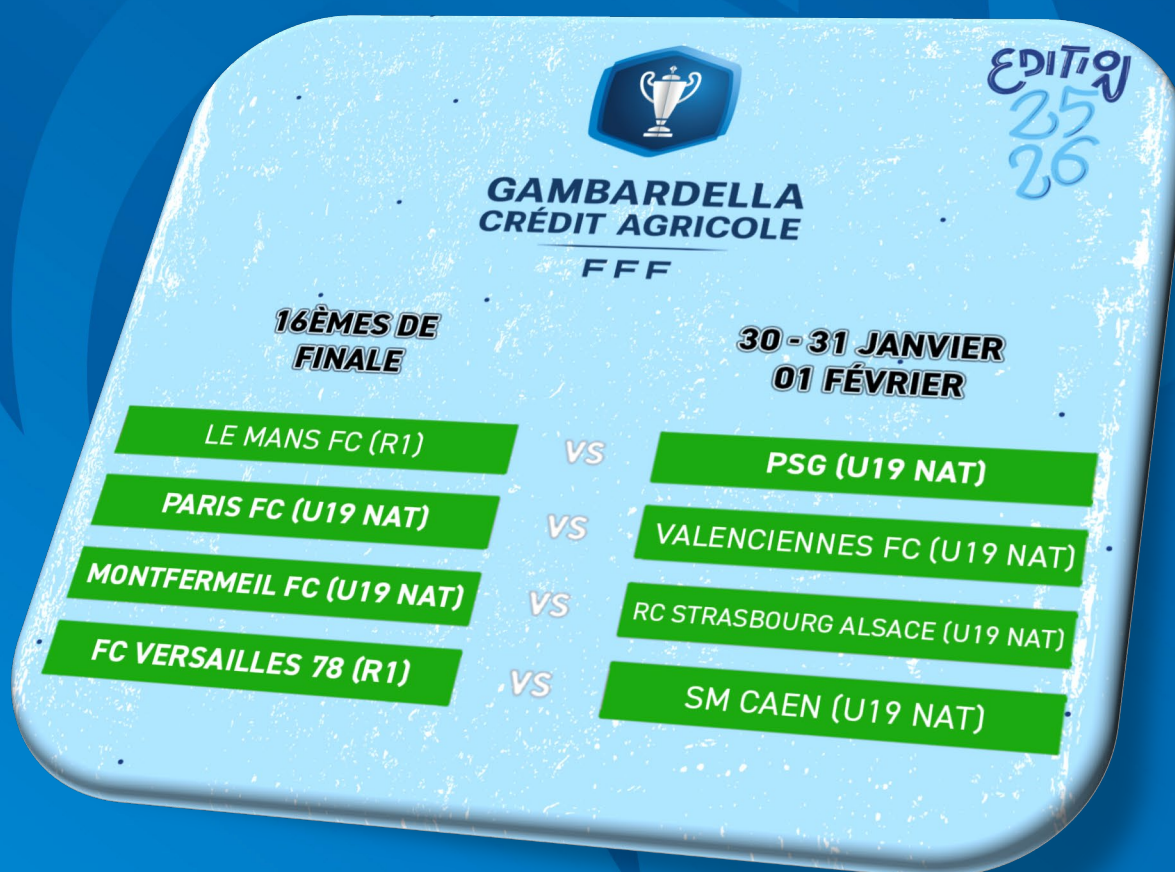 EDITION
25
26
GAMBARDELLA
CRÉDIT AGRICOLE
FFF
16ÈMES DE
FINALE
30 - 31 JANVIER
01 FÉVRIER
LE MANS FC (R1) VS PSG (U19 NAT)
PARIS FC (U19 NAT) VS VALENCIENNES FC (U19 NAT)
MONTFERMEIL FC (U19 NAT) VS RC STRASBOURG ALSACE (U19 NAT)
FC VERSAILLES 78 (R1) VS SM CAEN (U19 NAT)